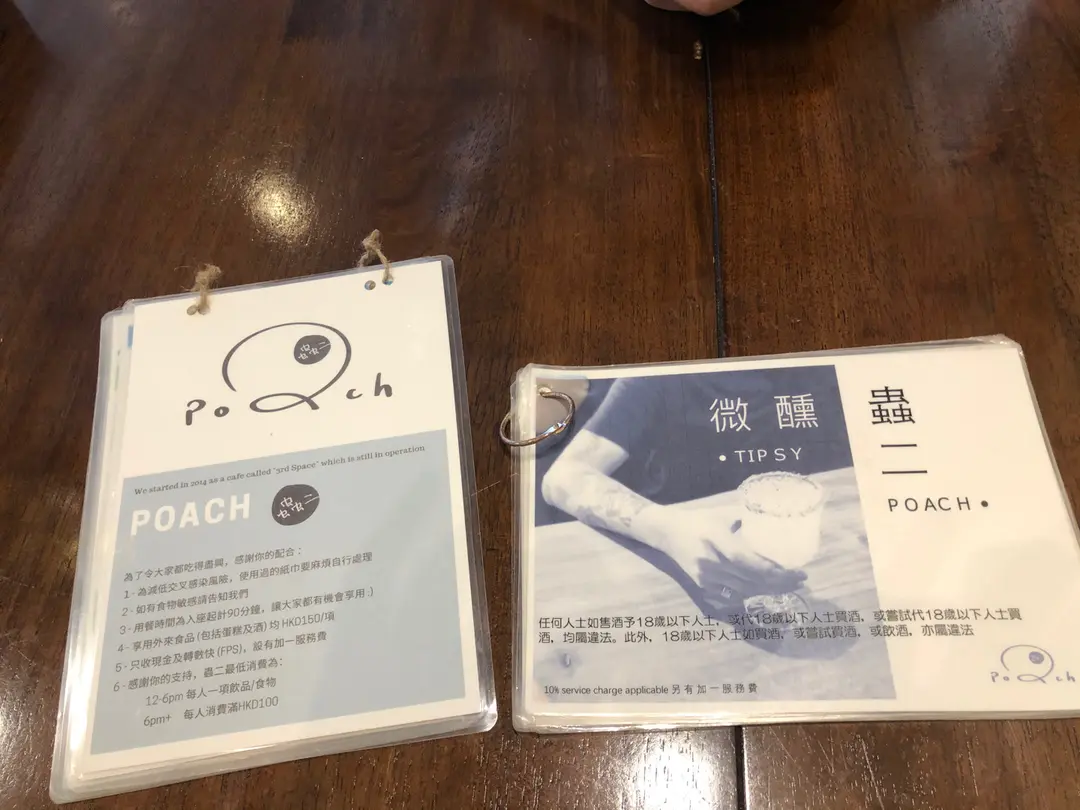 蟲二
PoQch
We started in 2014 as a cafe called "3rd Space" which is still in operation
POACH
蟲二
為了令大家都吃得盡興，感謝你的配合：
1 - 為減低交叉感染風險，使用過的紙巾要麻煩自行處理
2 - 如有食物敏感請告知我們
3 - 用餐時間為入座起計90分鐘，讓大家都有機會享用 :)
4 - 享用外來食品 (包括蛋糕及酒) 均 HKD150/項
5 - 只收現金及轉數快 (FPS)，設有加一服務費
6 - 感謝你的支持，蟲二最低消費為：
12-6pm 每人一項飲品/食物
6pm+ 每人消費滿HKD100
微醺
• TIPSY
蟲
二
POACH •
任何人士如售酒予18歲以下人士，或代18歲以下人士買酒，或嘗試代18歲以下人士買
酒，均屬違法。此外，18歲以下人士如買酒，或嘗試買酒，或飲酒，亦屬違法
10% service charge applicable 另有加一服務費
PoQch